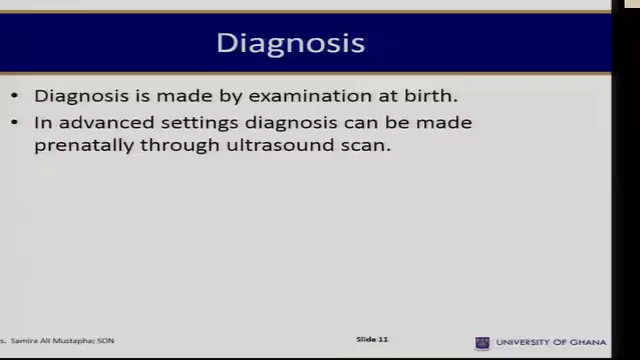 Diagnosis
• Diagnosis is made by examination at birth.
• In advanced settings diagnosis can be made
prenatally through ultrasound scan.
s. Samira Ali Mustapha; SON
Slide 11
UNIVERSITY OF GHANA